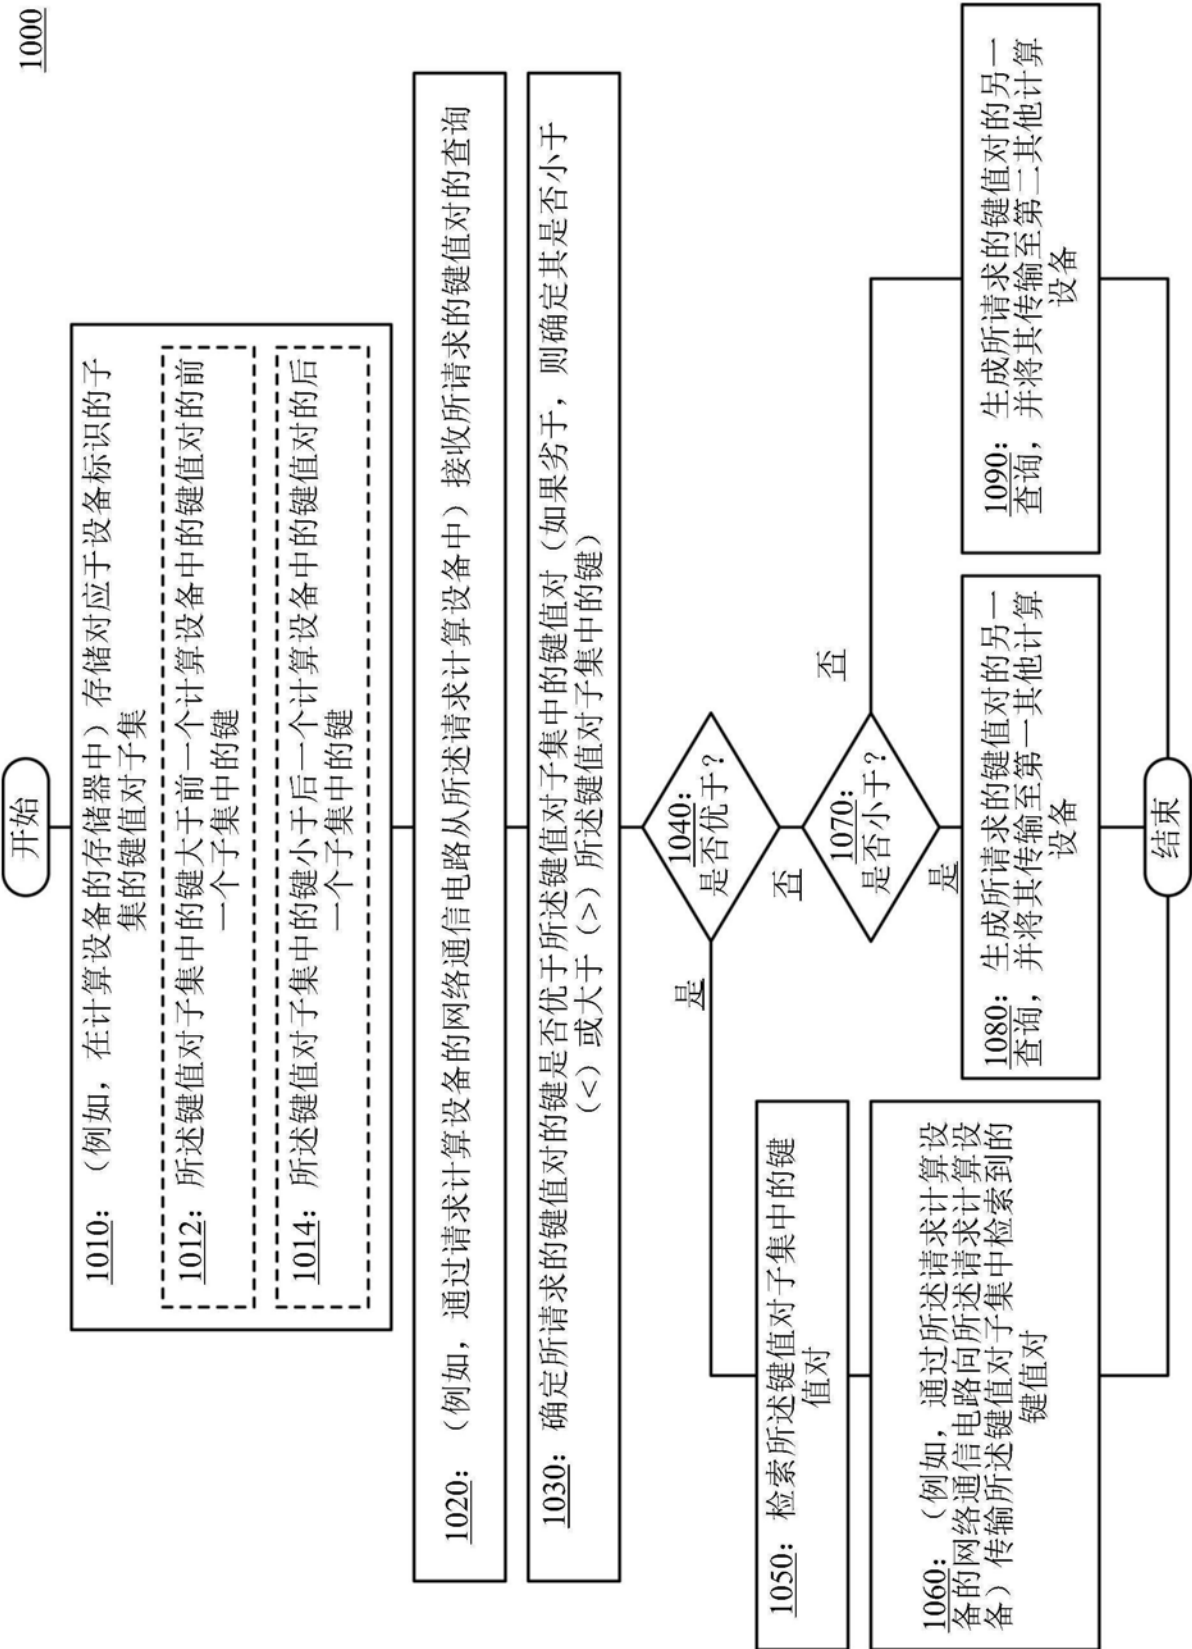 1000
开始
1010：（例如，在计算设备的存储器中）存储对应于设备标识的子
集的键值对子集
1012：所述键值对子集中的键大于前一个计算设备中的键值对的前
一个子集中的键
1014：所述键值对子集中的键小于后一个计算设备中的键值对的后
一个子集中的键
1020：（例如，通过请求计算设备的网络通信电路从所述请求计算设备中）接收所请求的键值对的查询
1030：确定所请求的键值对的键是否优于所述键值对子集中的键值对（如果劣于，则确定其是否小于
（<）或大于（>）所述键值对子集中的键）
1040：
是否优于？
是
否
1050：检索所述键值对子集中的键
值对
1060：（例如，通过所述请求计算设
备的网络通信电路向所述请求计算设
备）传输所述键值对子集中检索到的
键值对
1070：
是否小于？
是
否
1080：生成所请求的键值对的另一
查询，并将其传输至第一其他计算
设备
1090：生成所请求的键值对的另一
查询，并将其传输至第二其他计算
设备
结束